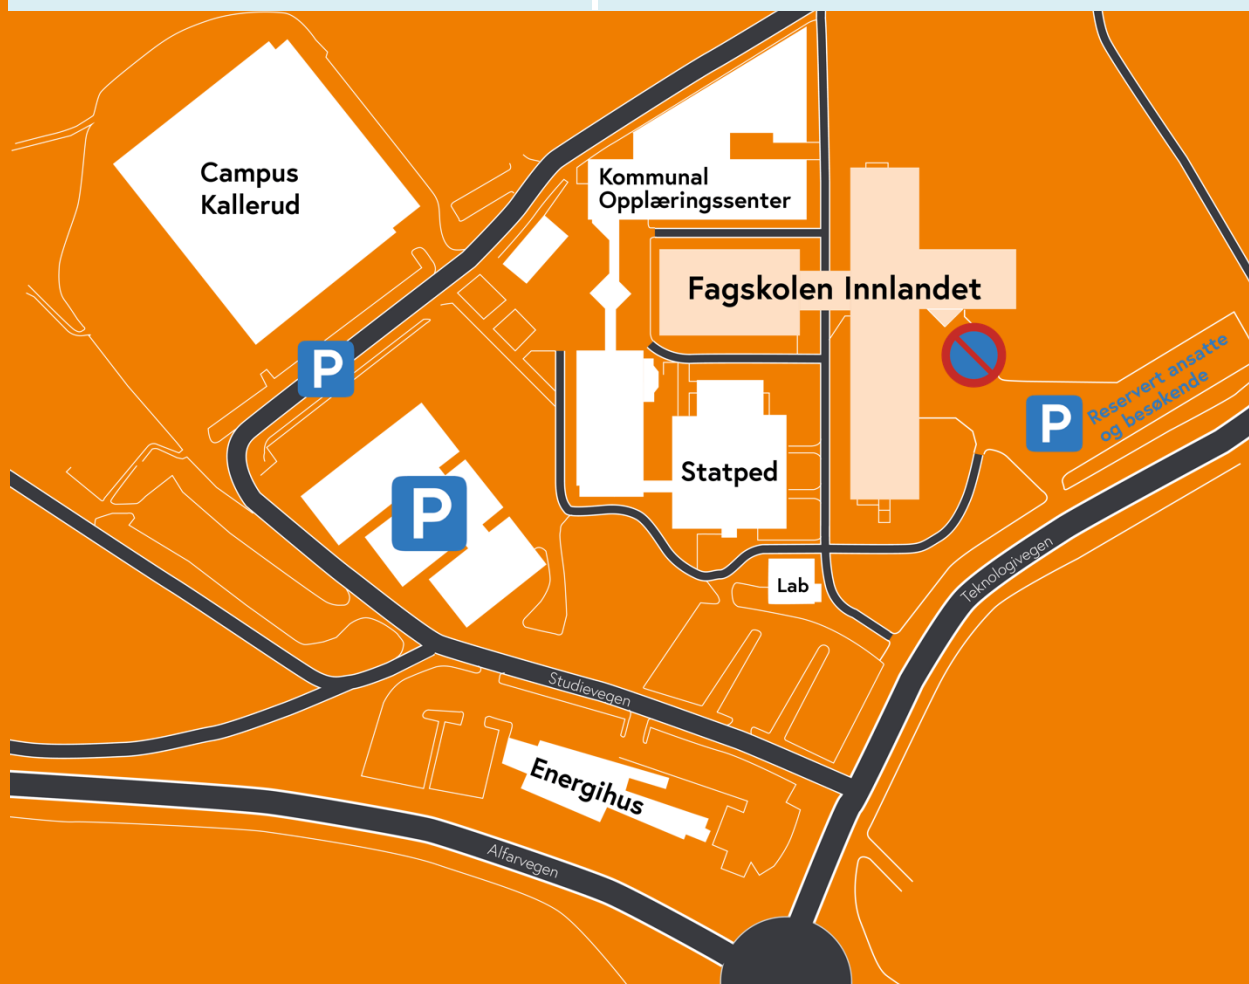 Campus
Kallerud
Kommunal
Opplæringssenter
Fagskolen Innlandet
P
Reservert ansatte
og besøkende
P
Statped
P
Teknologivegen
Lab
Studievegen
Energihus
Alfarvegen